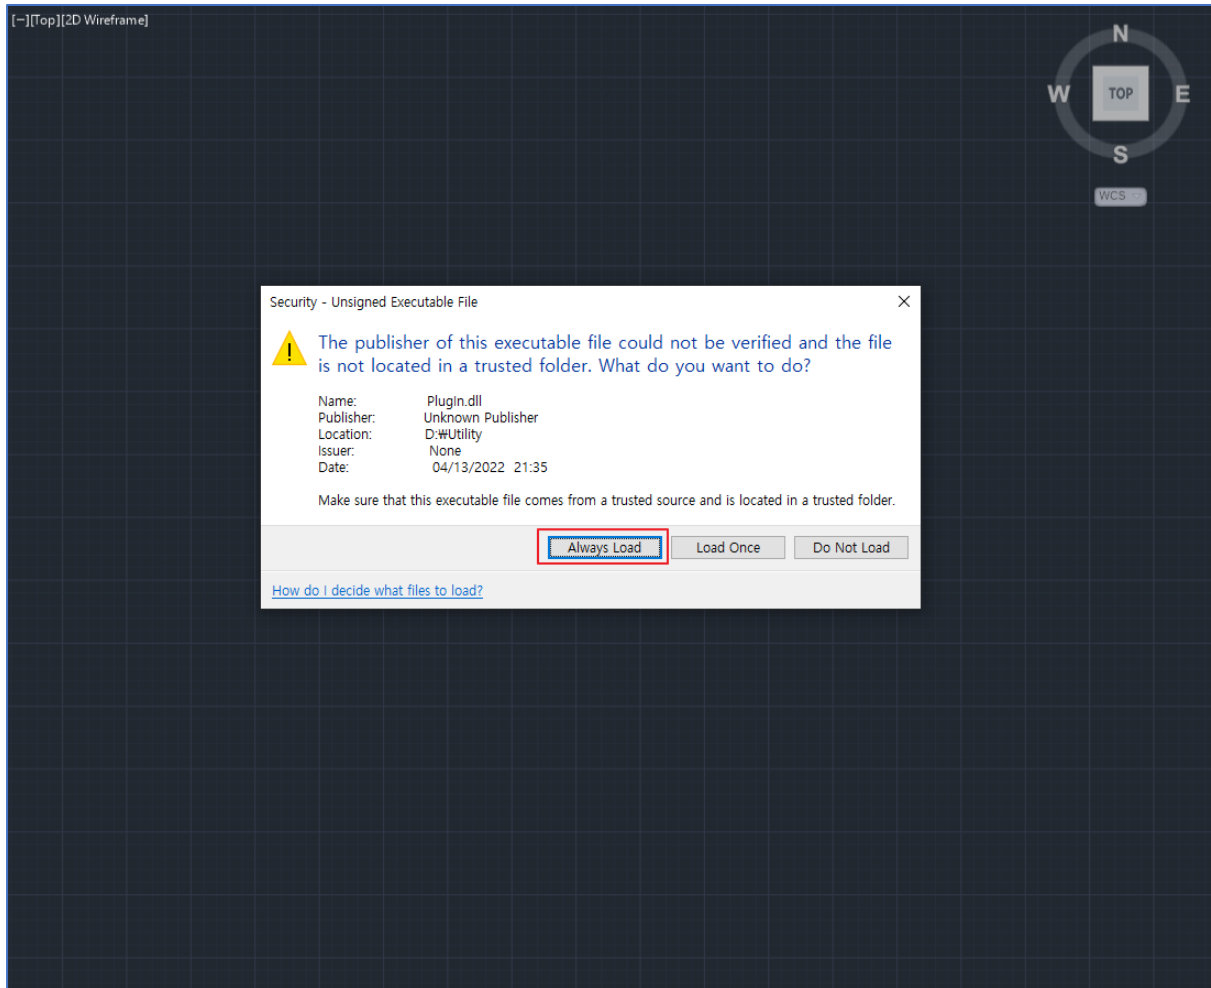 [−][Top][2D Wireframe]
N
W TOP E
S
WCS
Security - Unsigned Executable File
The publisher of this executable file could not be verified and the file
is not located in a trusted folder. What do you want to do?
Name: PlugIn.dll
Publisher: Unknown Publisher
Location: D:₩Utility
Issuer: None
Date: 04/13/2022 21:35
Make sure that this executable file comes from a trusted source and is located in a trusted folder.
Always Load Load Once Do Not Load
How do I decide what files to load?